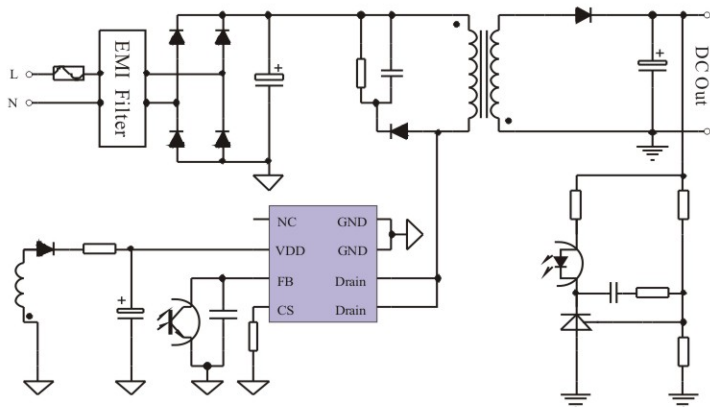 L
N
EMI Filter
+
+
DC Out
NC
GND
VDD
GND
FB
Drain
CS
Drain
+